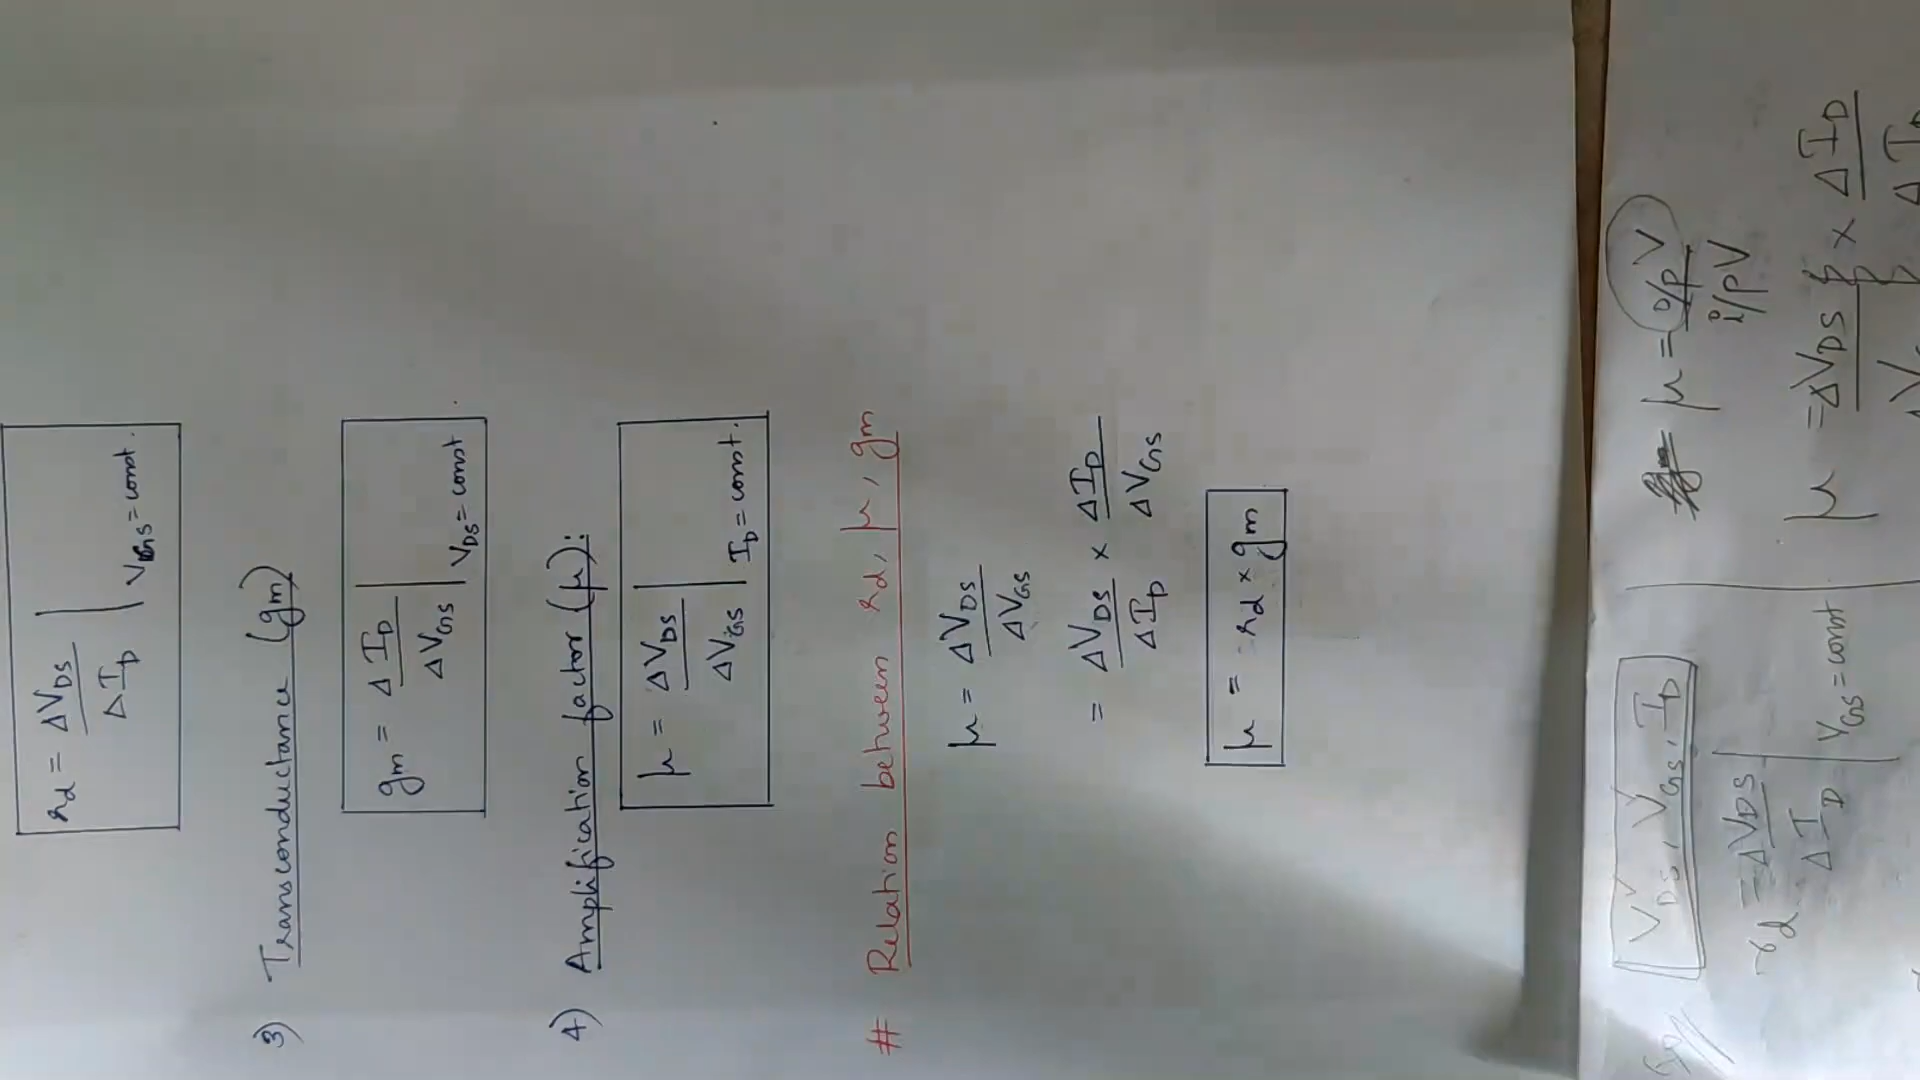 rd = ΔVDS / ΔID | VGS = const.
3) Transconductance (gm)
gm = ΔID / ΔVGS | VDS = const
4) Amplification factor (μ):
μ = ΔVDS / ΔVGS | ID = const.
# Relation between rd, μ, gm
μ = ΔVDS / ΔVGS
= ΔVDS / ΔID × ΔID / ΔVGS
μ = rd × gm
VDS, VGS, ID
rd = ΔVDS / ΔID | VGS = const
μ = o/p V / i/p V
μ = ΔVDS × ΔID
ΔID